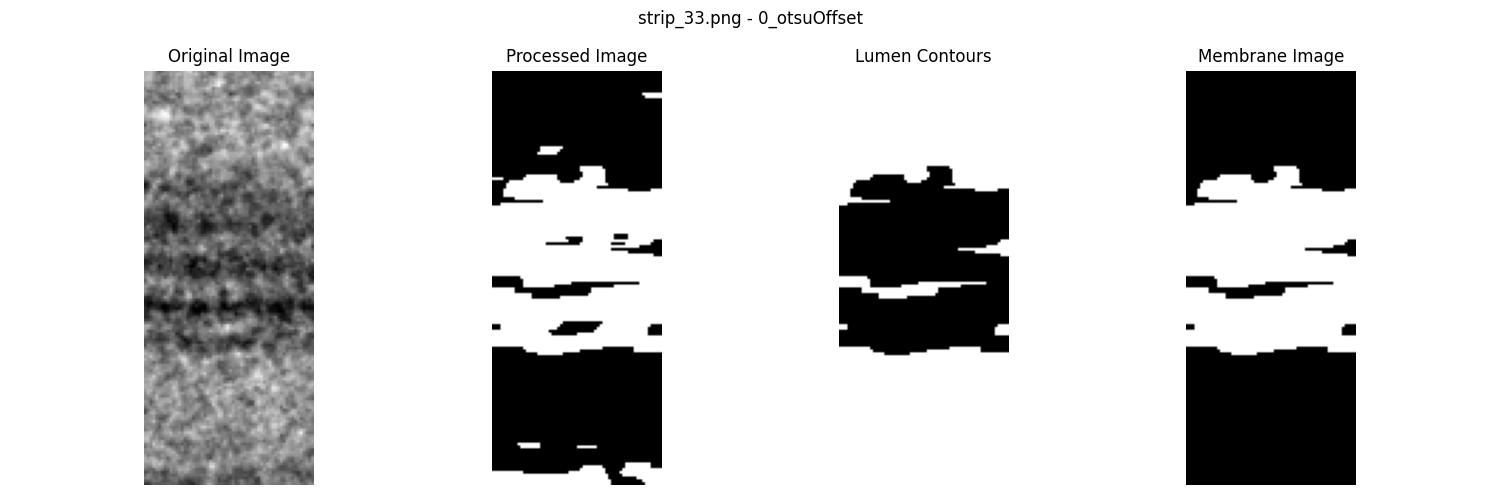 strip_33.png - 0_otsuOffset
Original Image
Processed Image
Lumen Contours
Membrane Image